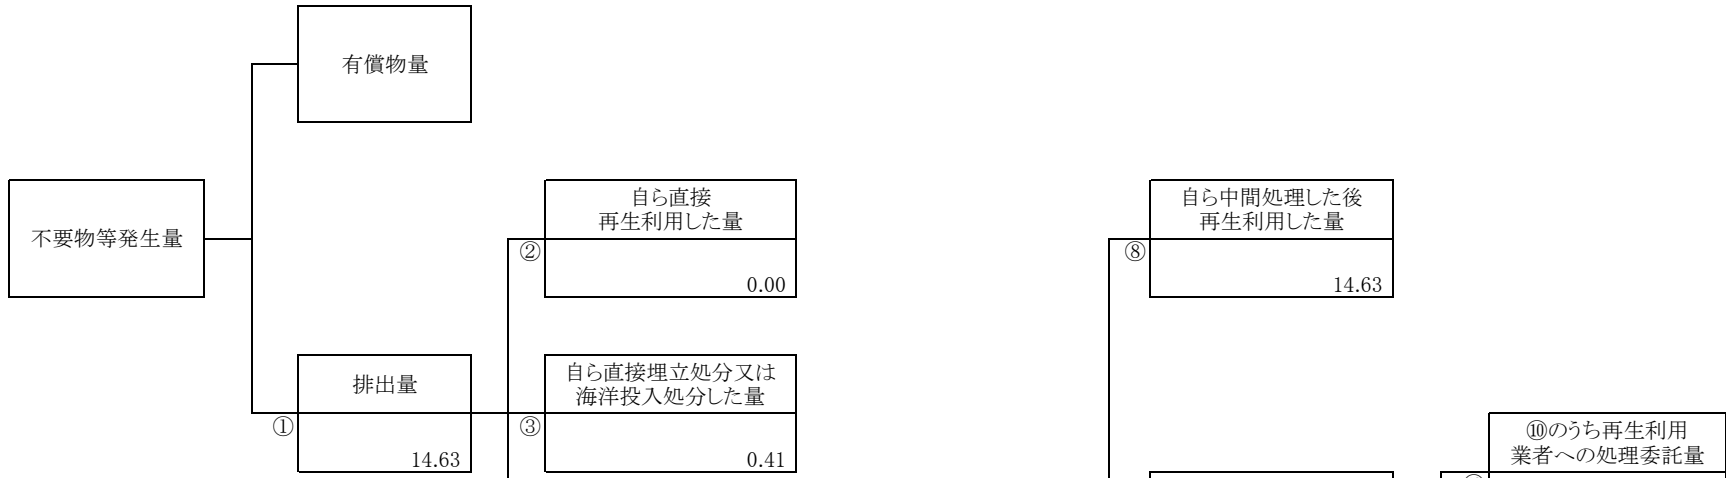 有償物量
不要物等発生量
自ら直接
再生利用した量
②
0.00
自ら中間処理した後
再生利用した量
⑧
14.63
排出量
①
14.63
自ら直接埋立処分又は
海洋投入処分した量
③
0.41
⑩のうち再生利用
業者への処理委託量